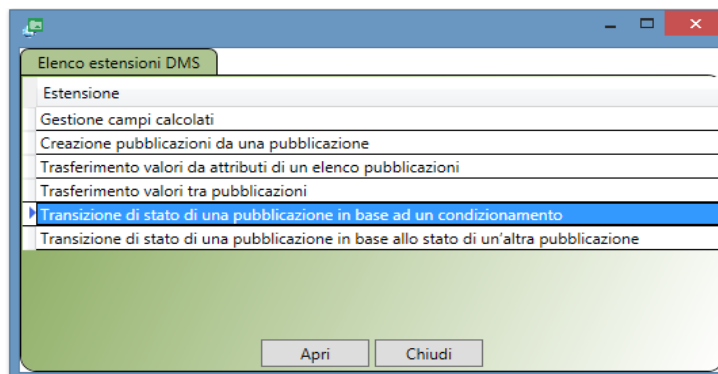 Elenco estensioni DMS
Estensione
Gestione campi calcolati
Creazione pubblicazioni da una pubblicazione
Trasferimento valori da attributi di un elenco pubblicazioni
Trasferimento valori tra pubblicazioni
Transizione di stato di una pubblicazione in base ad un condizionamento
Transizione di stato di una pubblicazione in base allo stato di un'altra pubblicazione
Apri Chiudi